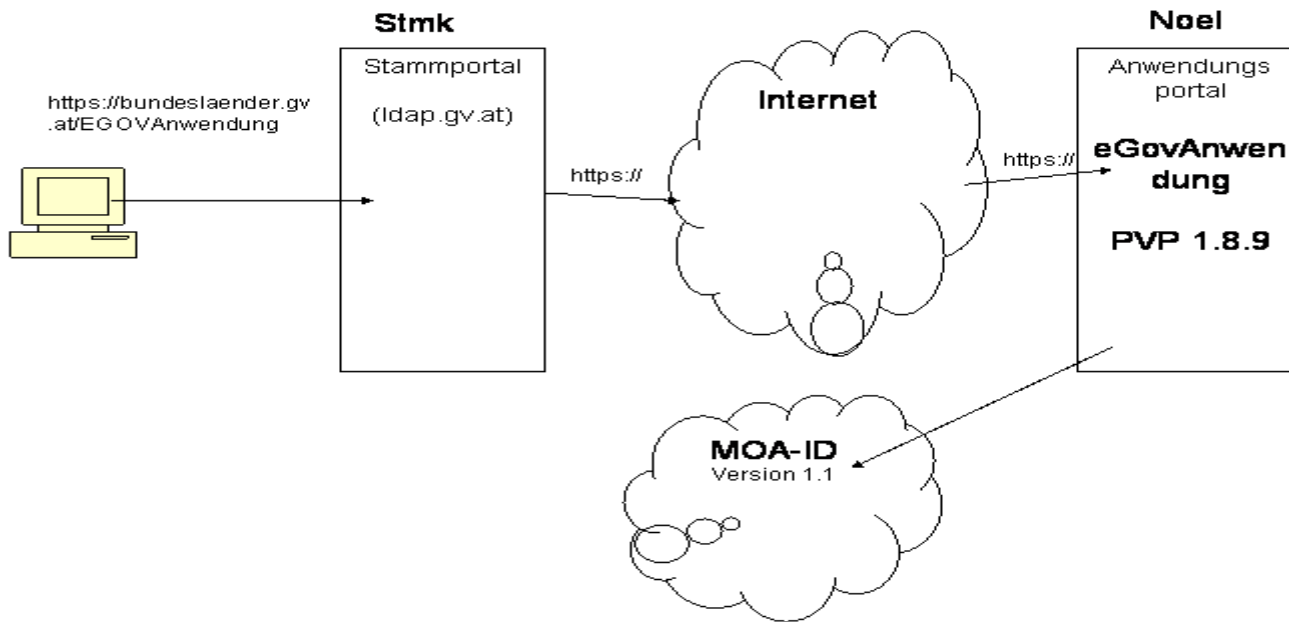 Stmk
Noel
Stammportal
(ldap.gv.at)
https://bundeslaender.gv
.at/EGOVAnwendung
https://
Internet
https://
Anwendungs
portal
eGovAnwen
dung
PVP 1.8.9
MOA-ID
Version 1.1